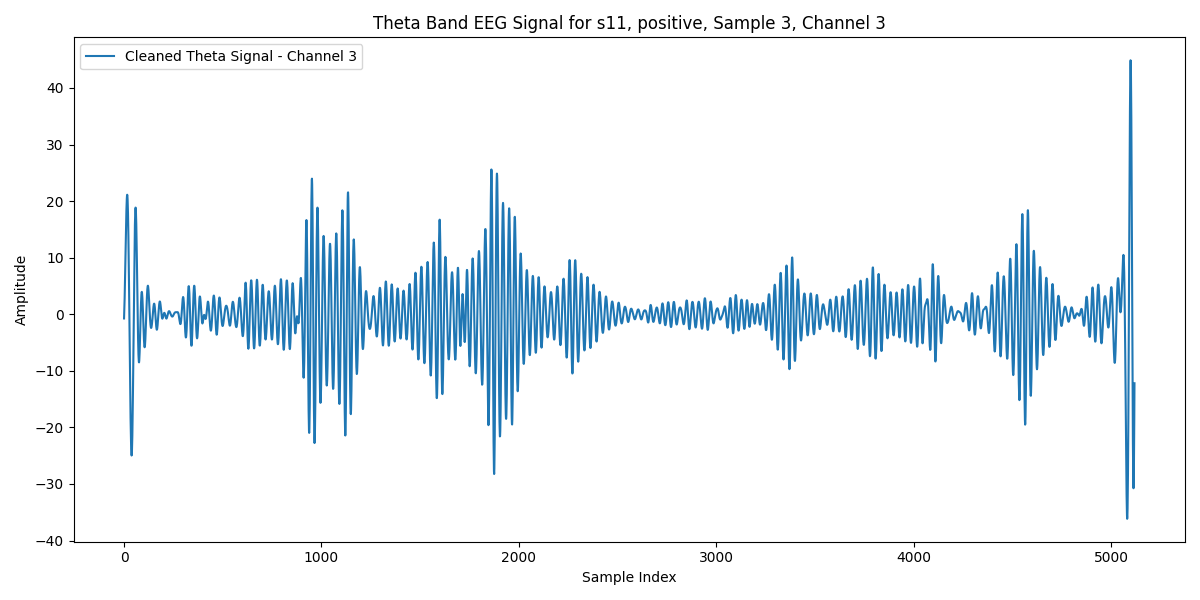 Theta Band EEG Signal for s11, positive, Sample 3, Channel 3
Cleaned Theta Signal - Channel 3
Amplitude
40
30
20
10
0
−10
−20
−30
−40
0 1000 2000 3000 4000 5000
Sample Index